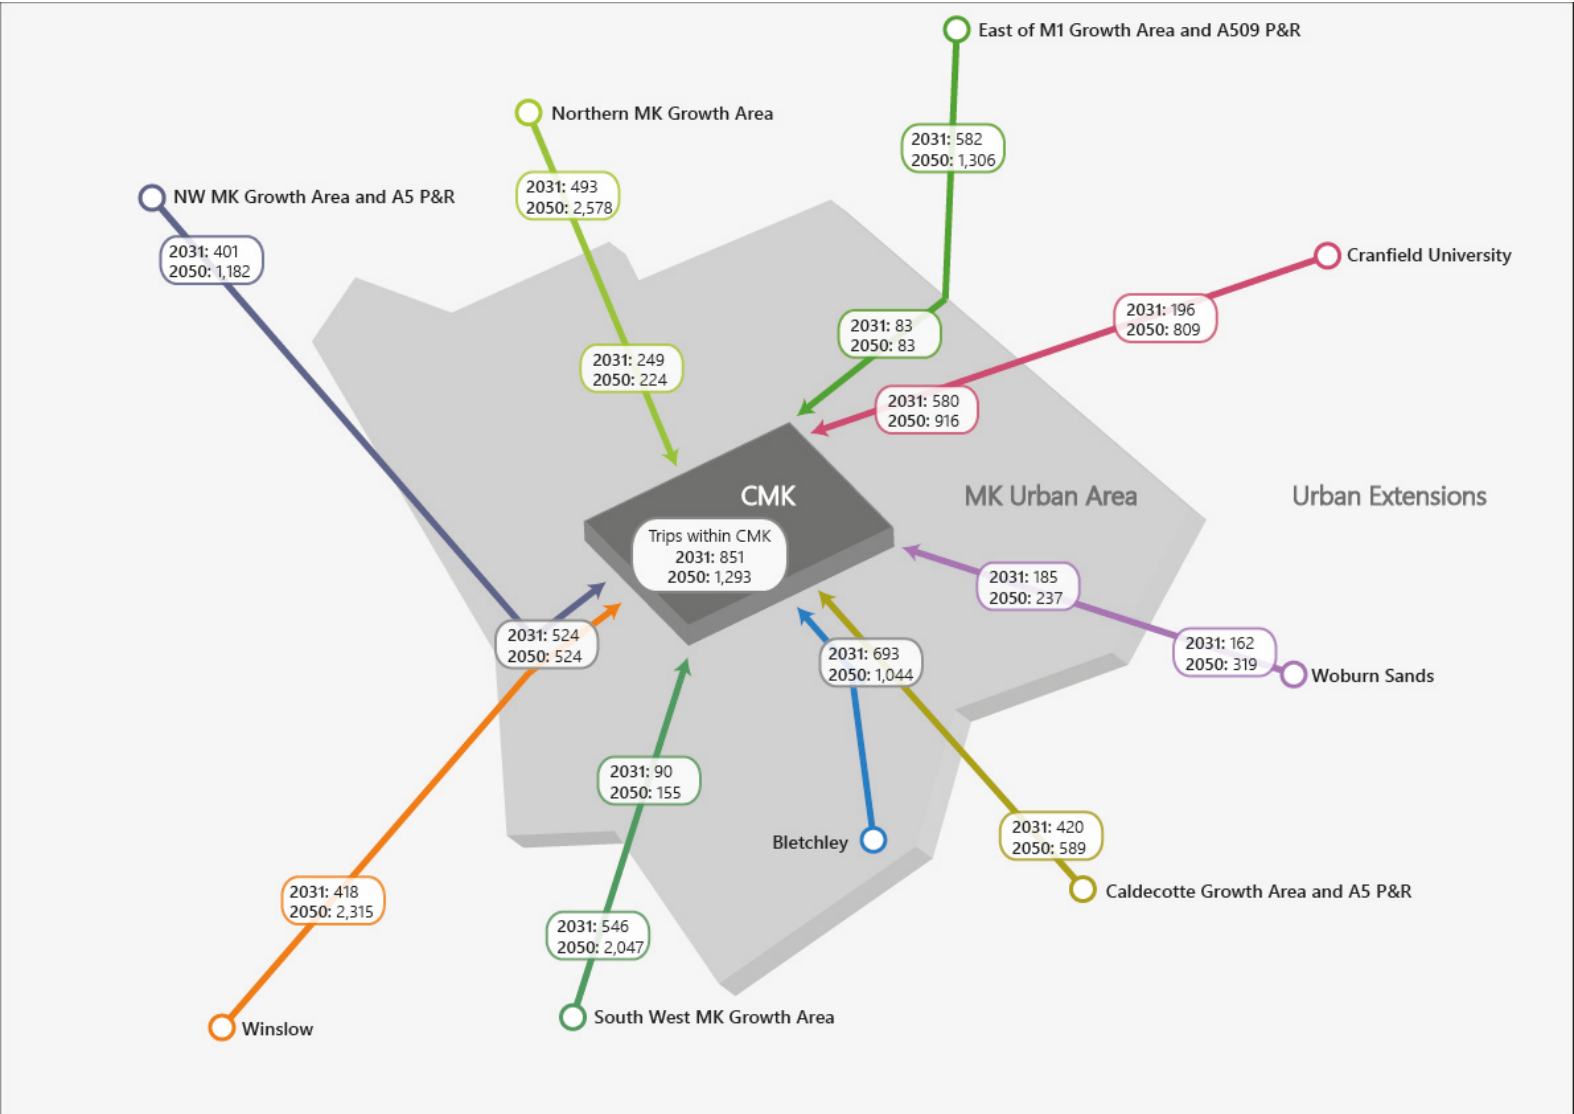 East of M1 Growth Area and A509 P&R
Northern MK Growth Area
2031: 582
2050: 1,306
NW MK Growth Area and A5 P&R
2031: 493
2050: 2,578
2031: 401
2050: 1,182
Cranfield University
2031: 196
2050: 809
2031: 83
2050: 83
2031: 249
2050: 224
2031: 580
2050: 916
CMK
MK Urban Area
Urban Extensions
Trips within CMK
2031: 851
2050: 1,293
2031: 185
2050: 237
2031: 524
2050: 524
2031: 693
2050: 1,044
2031: 162
2050: 319
Woburn Sands
2031: 90
2050: 155
2031: 420
2050: 589
Bletchley
Caldecotte Growth Area and A5 P&R
2031: 418
2050: 2,315
2031: 546
2050: 2,047
South West MK Growth Area
Winslow